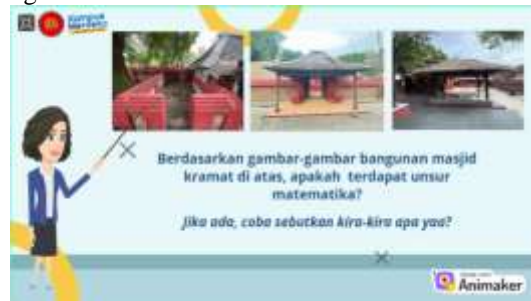 Berdasarkan gambar-gambar bangunan masjid
kramat di atas, apakah terdapat unsur
matematika?
Jika ada, coba sebutkan kira-kira apa yaa?
Animaker